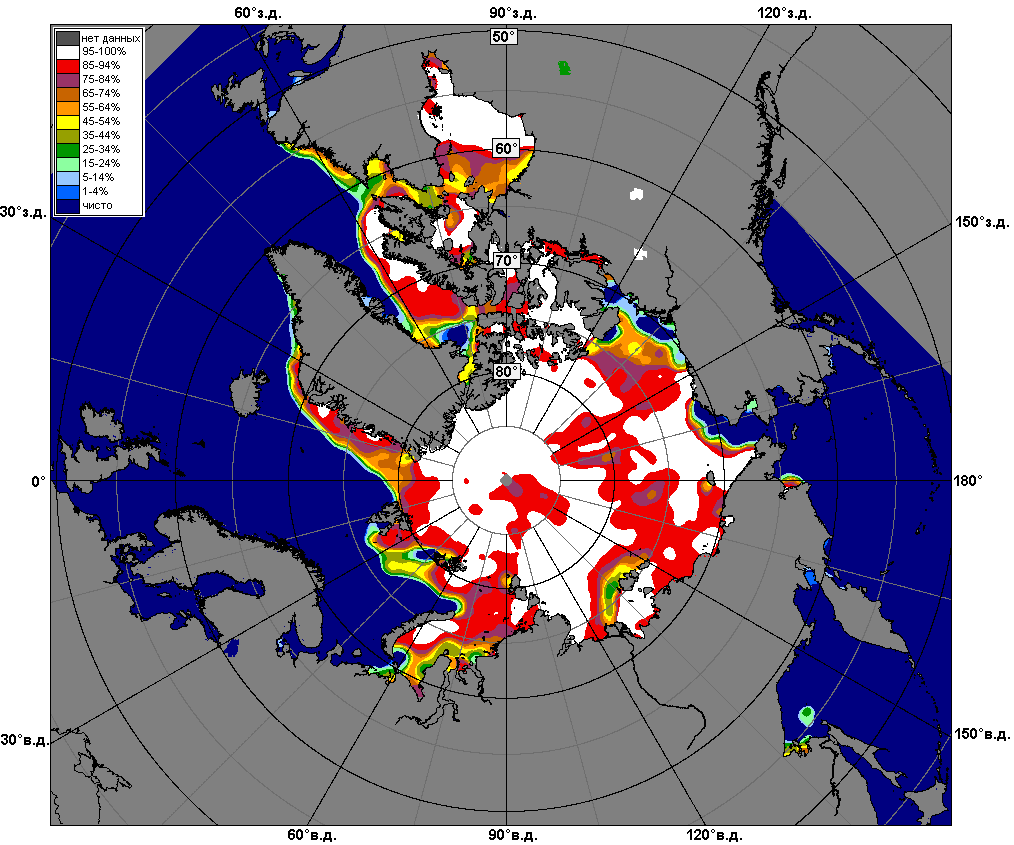 60°з.д.
90°з.д.
120°з.д.
50°
нет данных
95-100%
85-94%
75-84%
65-74%
55-64%
45-54%
35-44%
25-34%
15-24%
5-14%
1-4%
чисто
60°
30°з.д.
150°з.д.
70°
80°
0°
180°
30°в.д.
150°в.д.
60°в.д.
90°в.д.
120°в.д.